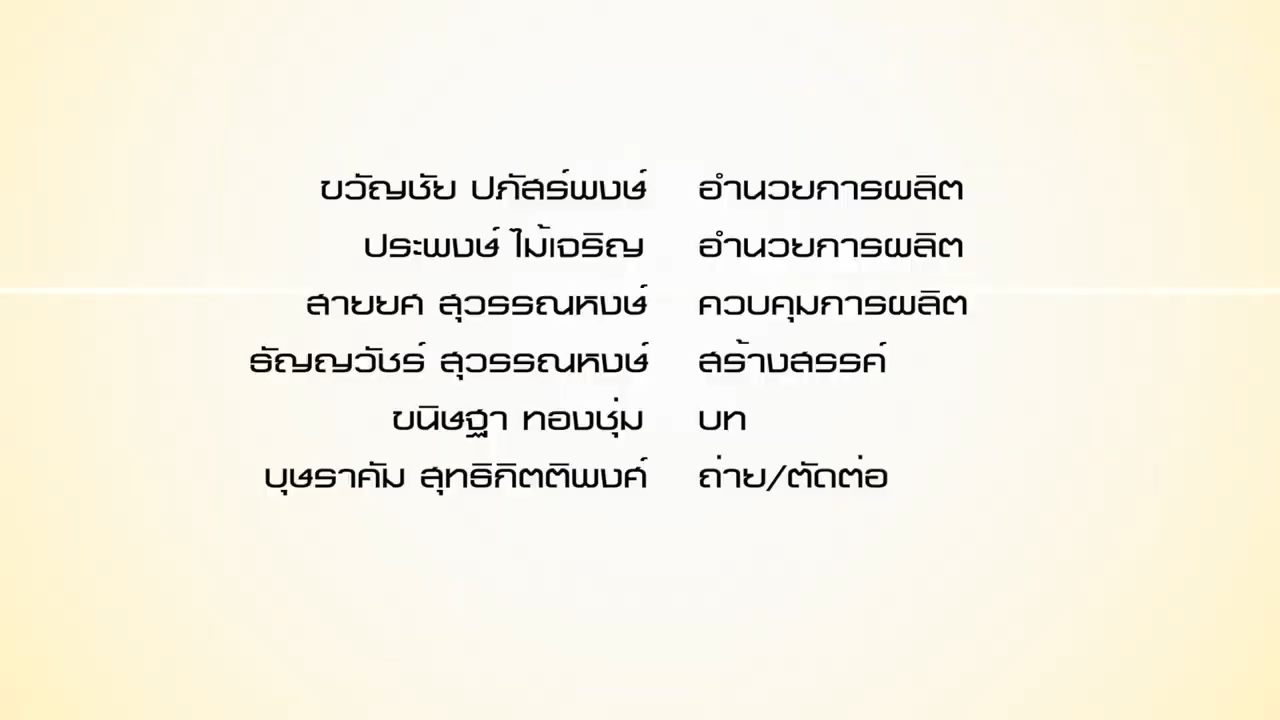 ขวัญชัย ปภัสร์พงษ์ อำนวยการผลิต
ประพงษ์ ไม้เจริญ อำนวยการผลิต
สายยศ สุวรรณหงษ์ ควบคุมการผลิต
ธัญญวัชร์ สุวรรณหงษ์ สร้างสรรค์
ขนิษฐา ทองชุ่ม บท
บุษราคัม สุทธิกิตติพงศ์ ถ่าย/ตัดต่อ